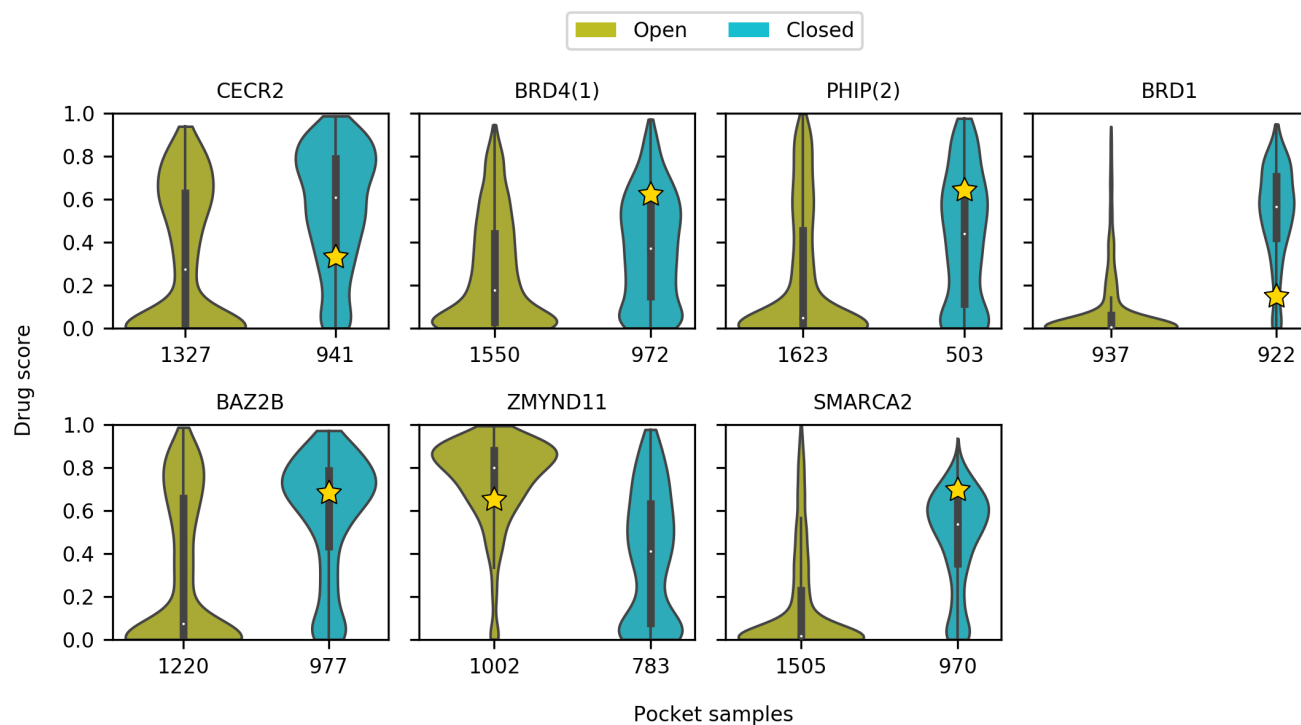 Open Closed
CECR2 BRD4(1) PHIP(2) BRD1
1.0
0.8
0.6
0.4
0.2
0.0
1327 941 1550 972 1623 503 937 922
Drug score
BAZ2B ZMYND11 SMARCA2
1.0
0.8
0.6
0.4
0.2
0.0
1220 977 1002 783 1505 970
Pocket samples